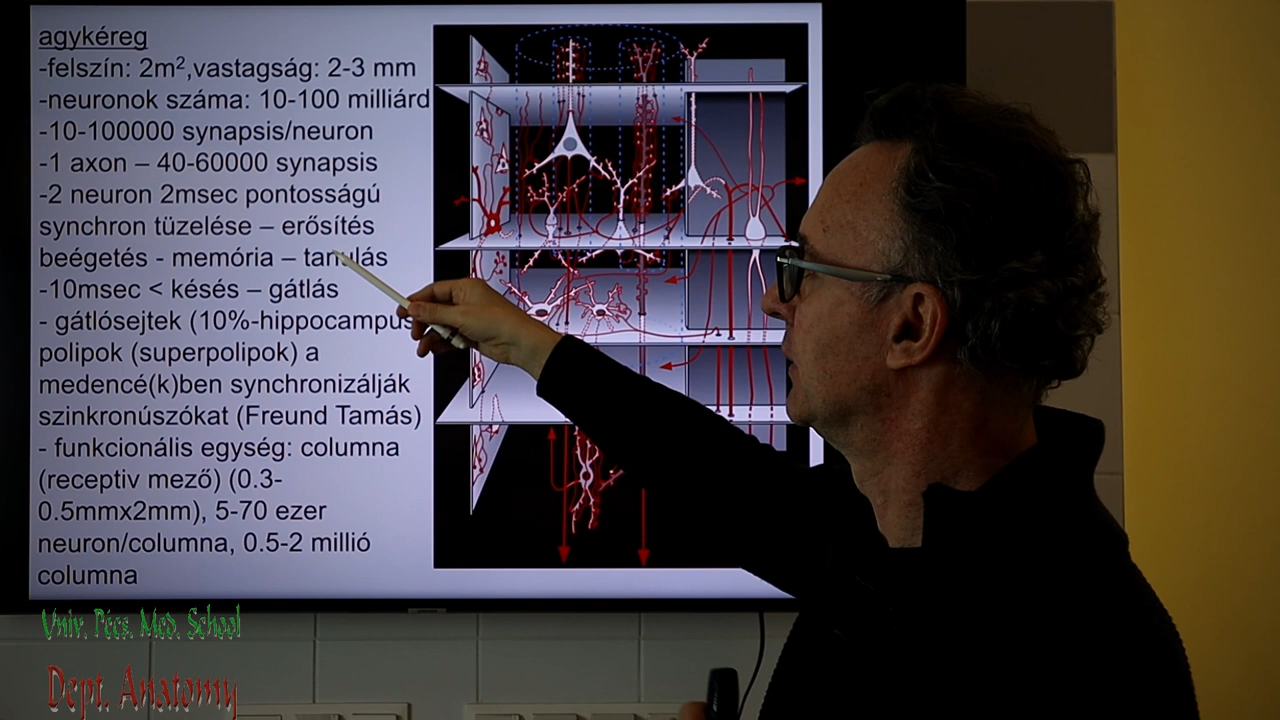 agykéreg
-felszín: 2m²,vastagság: 2-3 mm
-neuronok száma: 10-100 milliárd
-10-100000 synapsis/neuron
-1 axon – 40-60000 synapsis
-2 neuron 2msec pontosságú
synchron tüzelése – erősítés
beégetés - memória – tanulás
-10msec < késés – gátlás
- gátlósejtek (10%-hippocampus
polipok (superpolipok) a
medencé(k)ben synchronizálják
szinkronúszókat (Freund Tamás)
- funkcionális egység: columna
(receptiv mező) (0.3-
0.5mmx2mm), 5-70 ezer
neuron/columna, 0.5-2 millió
columna
Univ. Pécs. Med. School
Dept. Anatomy